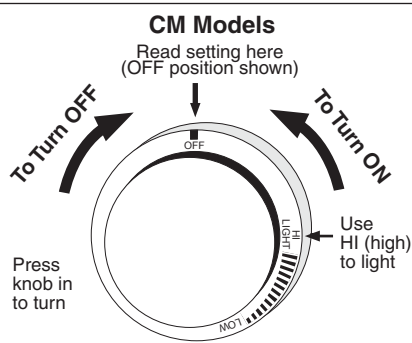 CM Models
Read setting here
(OFF position shown)
To Turn OFF
To Turn ON
OFF
HI
LIGHT
LOW
Use
HI (high)
to light
Press
knob in
to turn